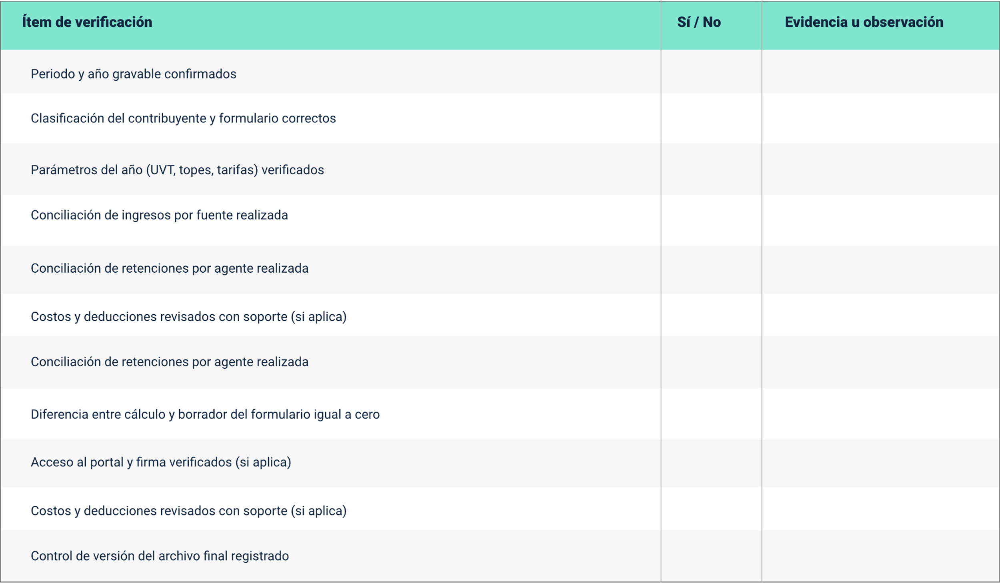 Ítem de verificación Sí / No Evidencia u observación
Periodo y año gravable confirmados
Clasificación del contribuyente y formulario correctos
Parámetros del año (UVT, topes, tarifas) verificados
Conciliación de ingresos por fuente realizada
Conciliación de retenciones por agente realizada
Costos y deducciones revisados con soporte (si aplica)
Conciliación de retenciones por agente realizada
Diferencia entre cálculo y borrador del formulario igual a cero
Acceso al portal y firma verificados (si aplica)
Costos y deducciones revisados con soporte (si aplica)
Control de versión del archivo final registrado